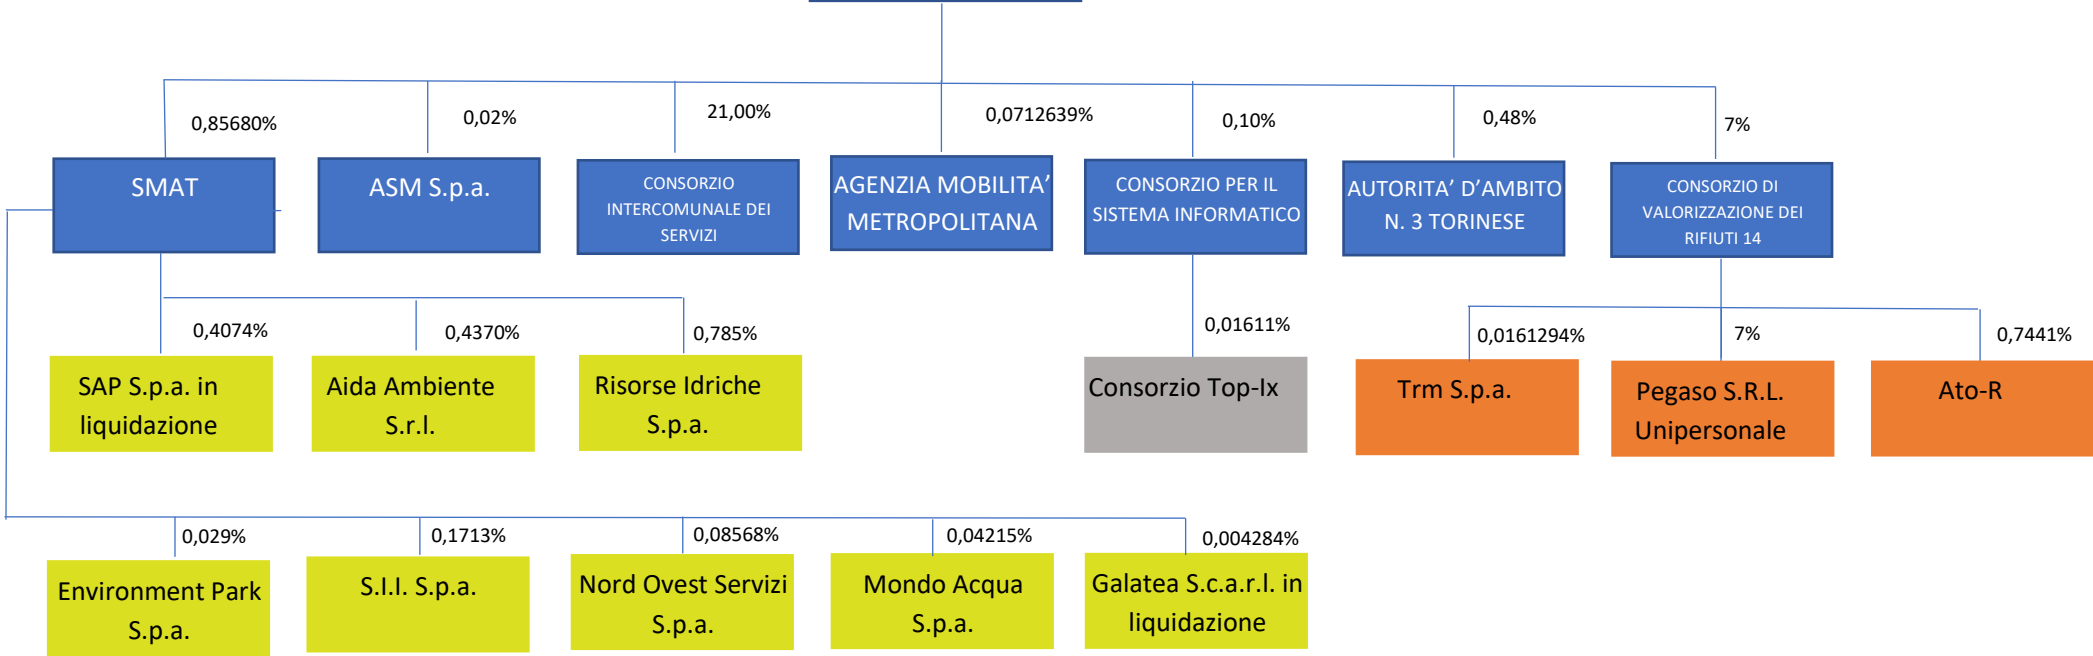 0,85680%
0,02%
21,00%
0,0712639%
0,10%
0,48%
7%
SMAT
ASM S.p.a.
CONSORZIO
INTERCOMUNALE DEI
SERVIZI
AGENZIA MOBILITA’
METROPOLITANA
CONSORZIO PER IL
SISTEMA INFORMATICO
AUTORITA’ D’AMBITO
N. 3 TORINESE
CONSORZIO DI
VALORIZZAZIONE DEI
RIFIUTI 14
0,4074%
0,4370%
0,785%
0,01611%
0,0161294%
7%
0,7441%
SAP S.p.a. in
liquidazione
Aida Ambiente
S.r.l.
Risorse Idriche
S.p.a.
Consorzio Top-Ix
Trm S.p.a.
Pegaso S.R.L.
Unipersonale
Ato-R
0,029%
0,1713%
0,08568%
0,04215%
0,004284%
Environment Park
S.p.a.
S.I.I. S.p.a.
Nord Ovest Servizi
S.p.a.
Mondo Acqua
S.p.a.
Galatea S.c.a.r.l. in
liquidazione